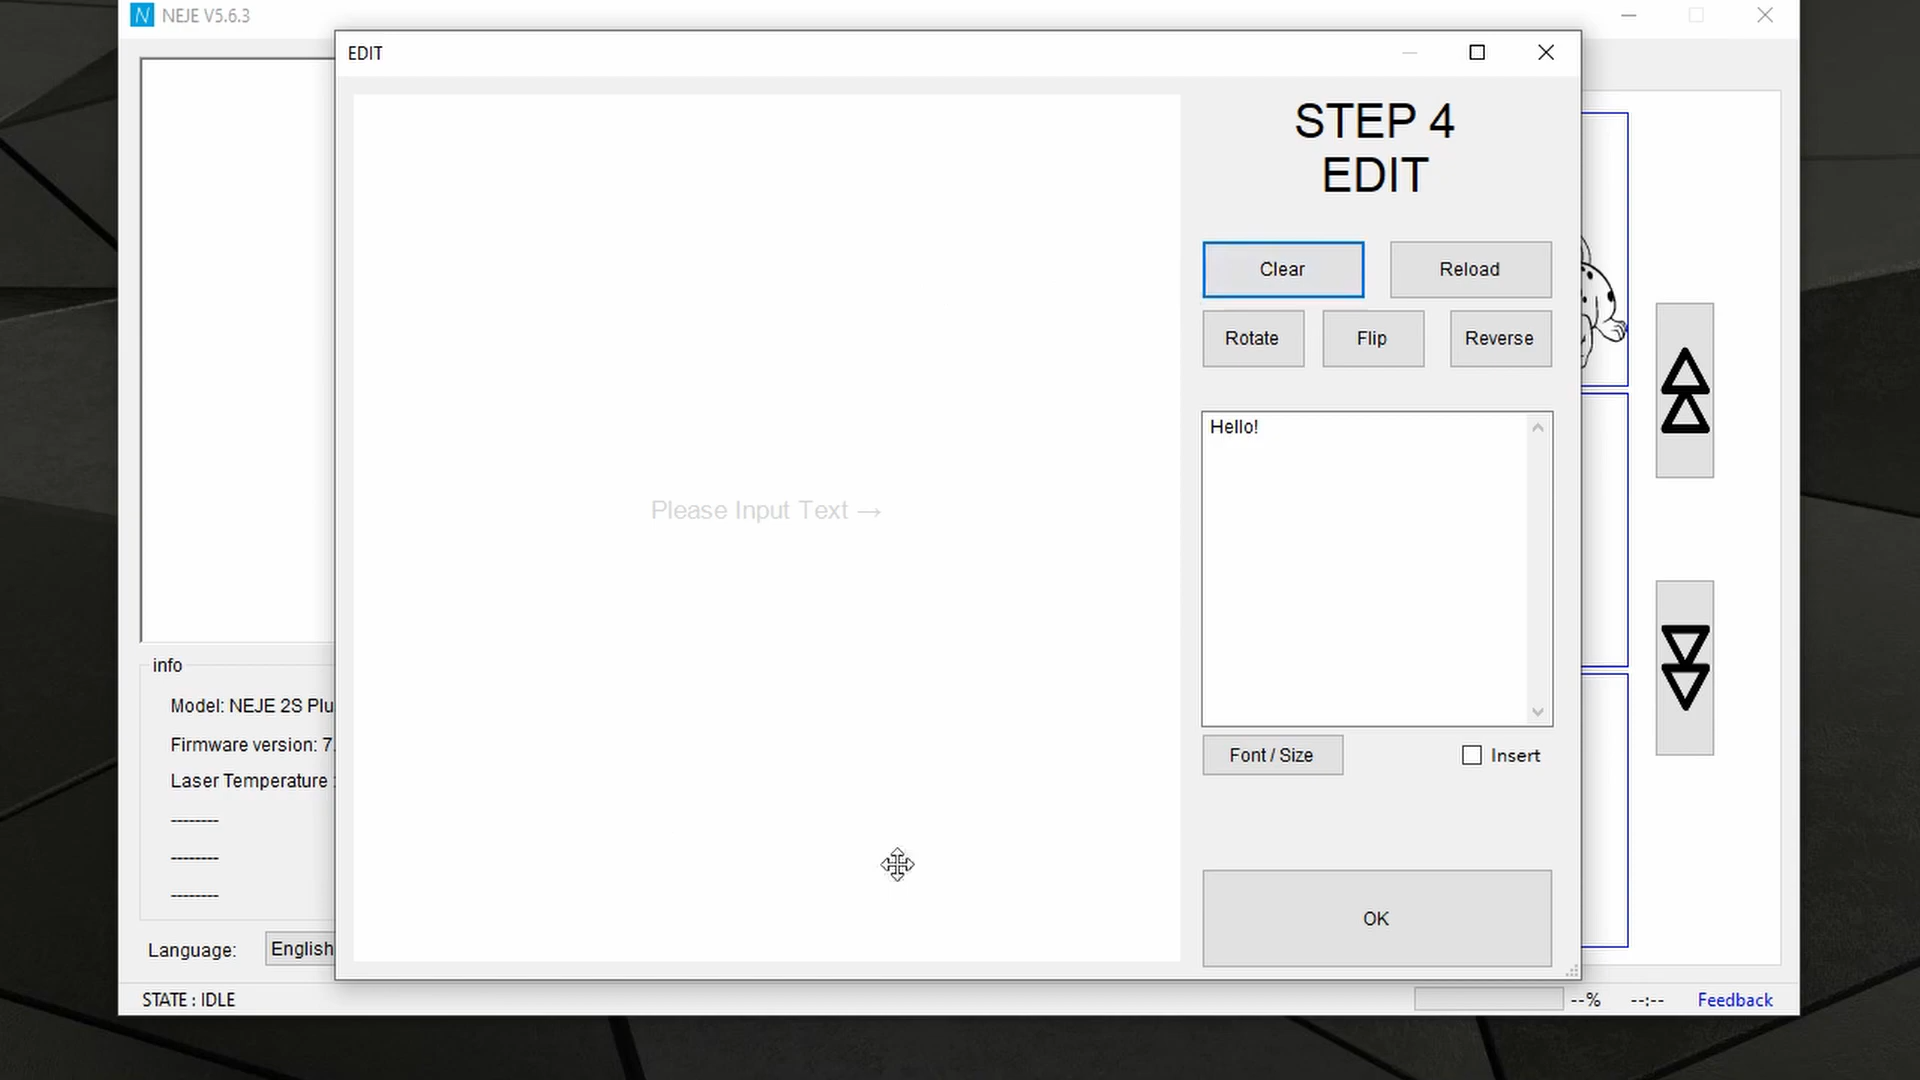 NEJE V5.6.3
EDIT
STEP 4
EDIT
Clear
Reload
Rotate
Flip
Reverse
Hello!
Please Input Text →
Font / Size
Insert
OK
info
Model: NEJE 2S Plu
Firmware version: 7.
Laser Temperature :
--------
--------
--------
Language:
English
STATE : IDLE
--%
--:--
Feedback